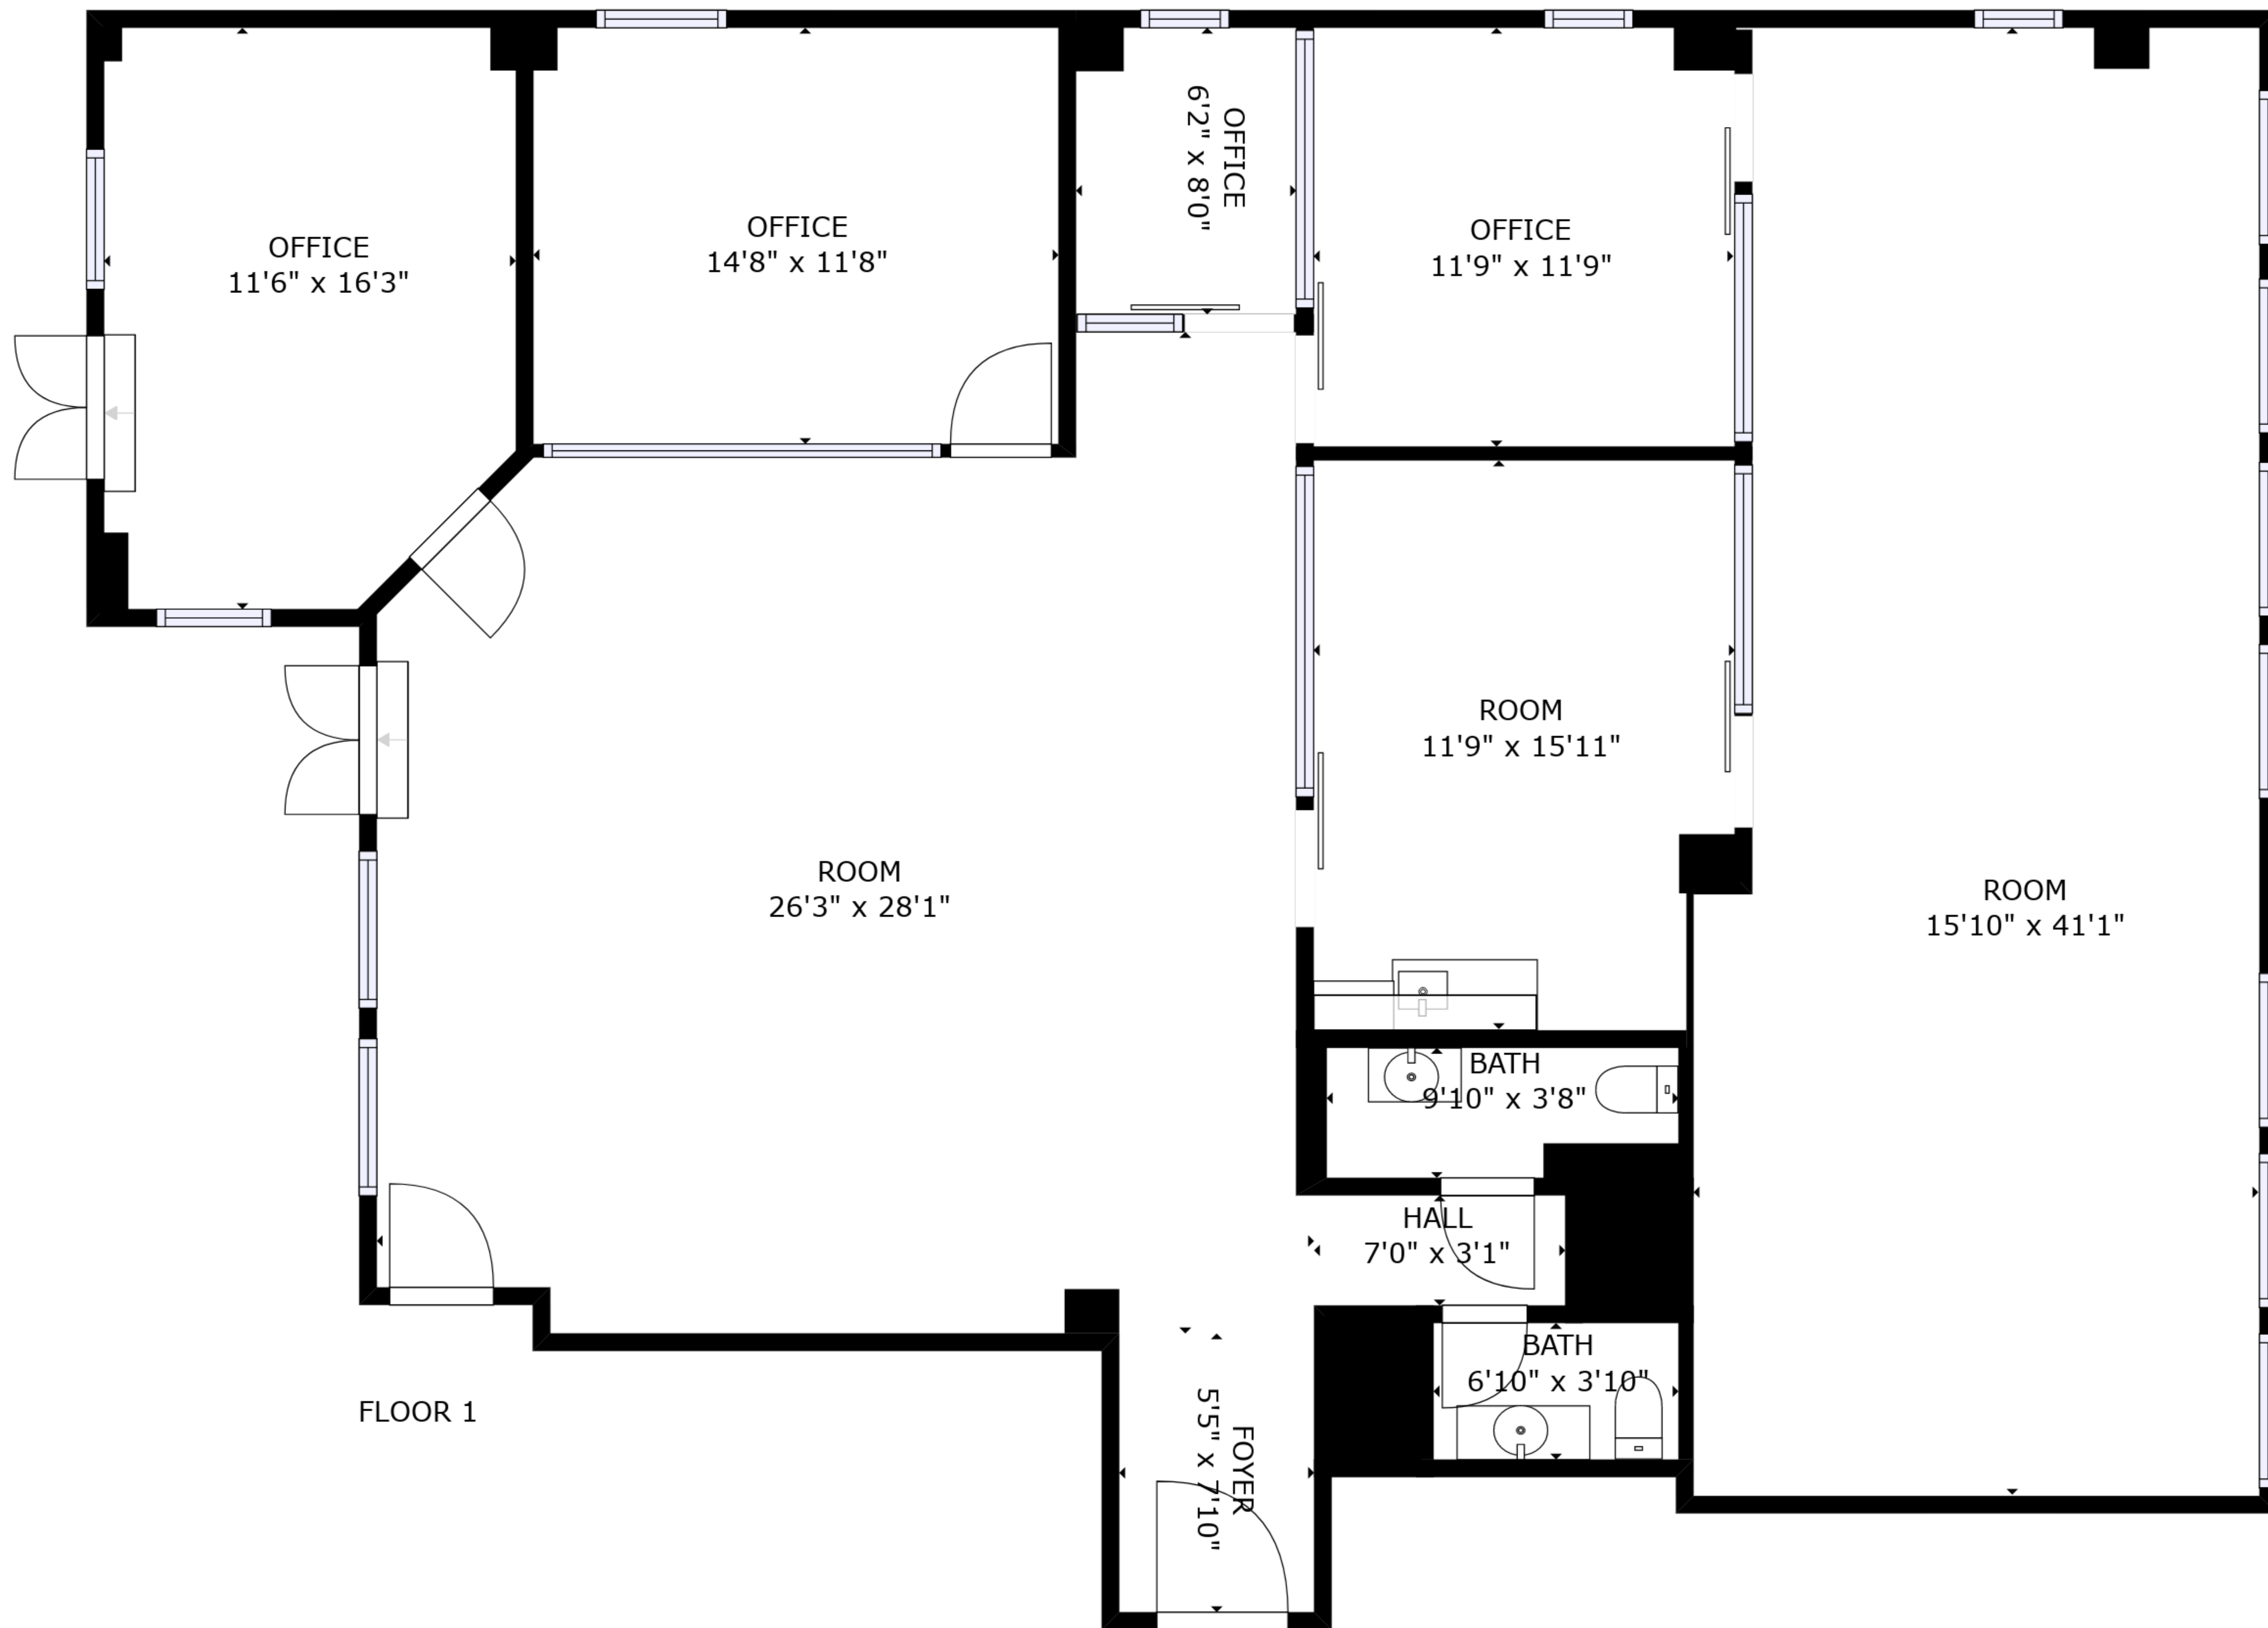 OFFICE
11'6" x 16'3"
OFFICE
14'8" x 11'8"
OFFICE
6'2" x 8'0"
OFFICE
11'9" x 11'9"
ROOM
11'9" x 15'11"
ROOM
26'3" x 28'1"
ROOM
15'10" x 41'1"
BATH
9'10" x 3'8"
HALL
7'0" x 3'1"
BATH
6'10" x 3'10"
FOYER
5'5" x 7'10"
FLOOR 1